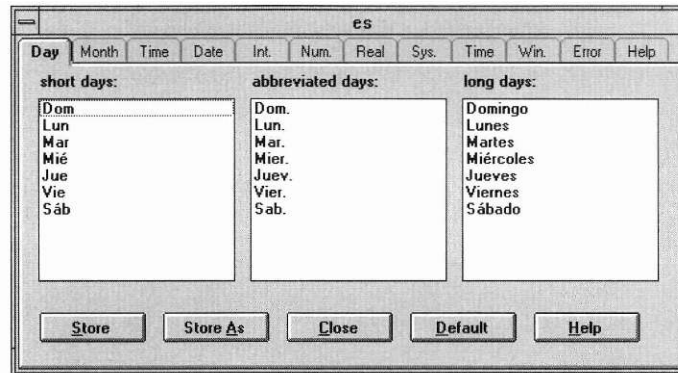 es
Day Month Time Date Int. Num. Real Sys. Time Win. Error Help
short days:
Dom
Lun
Mar
Mié
Jue
Vie
Sáb
abbreviated days:
Dom.
Lun.
Mar.
Mier.
Juev.
Vier.
Sab.
long days:
Domingo
Lunes
Martes
Miércoles
Jueves
Viernes
Sábado
Store Store As Close Default Help